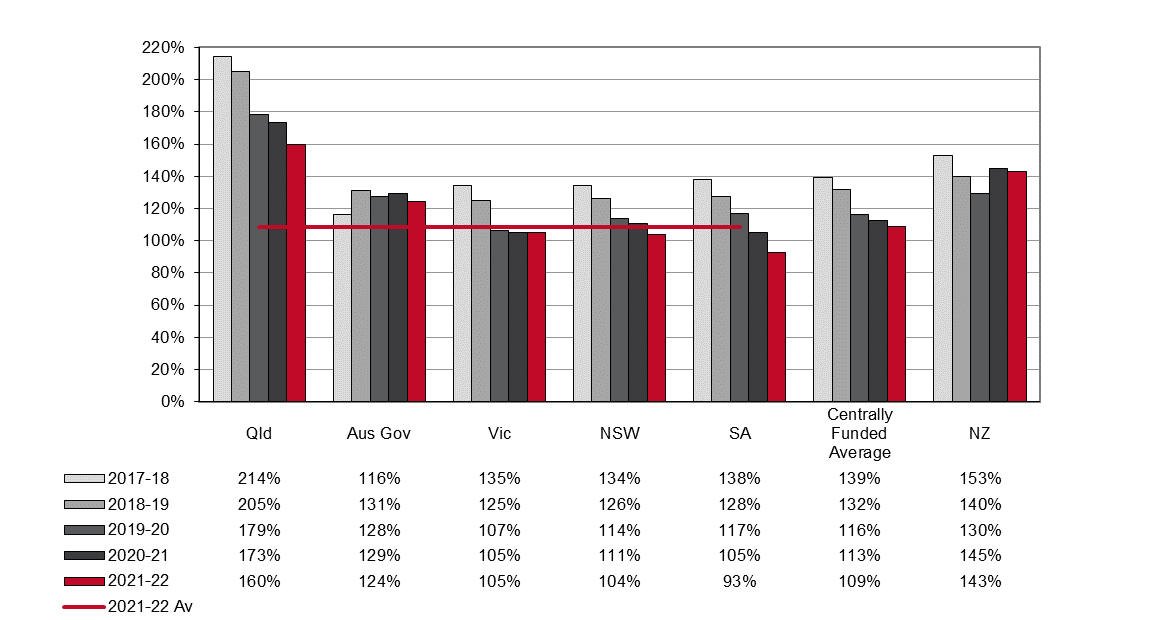 220%
200%
180%
160%
140%
120%
100%
80%
60%
40%
20%
0%
Qld Aus Gov Vic NSW SA Centrally Funded Average NZ
2017-18 214% 116% 135% 134% 138% 139% 153%
2018-19 205% 131% 125% 126% 128% 132% 140%
2019-20 179% 128% 107% 114% 117% 116% 130%
2020-21 173% 129% 105% 111% 105% 113% 145%
2021-22 160% 124% 105% 104% 93% 109% 143%
2021-22 Av